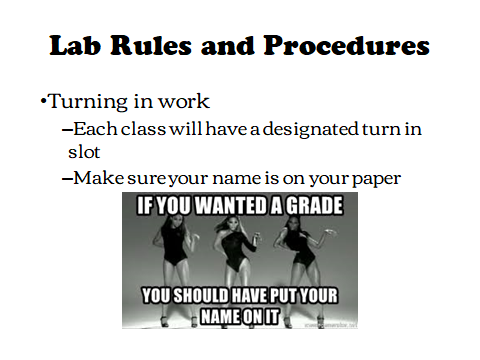 Lab Rules and Procedures
•Turning in work
–Each class will have a designated turn in
slot
–Make sure your name is on your paper
IF YOU WANTED A GRADE
YOU SHOULD HAVE PUT YOUR
NAME ON IT